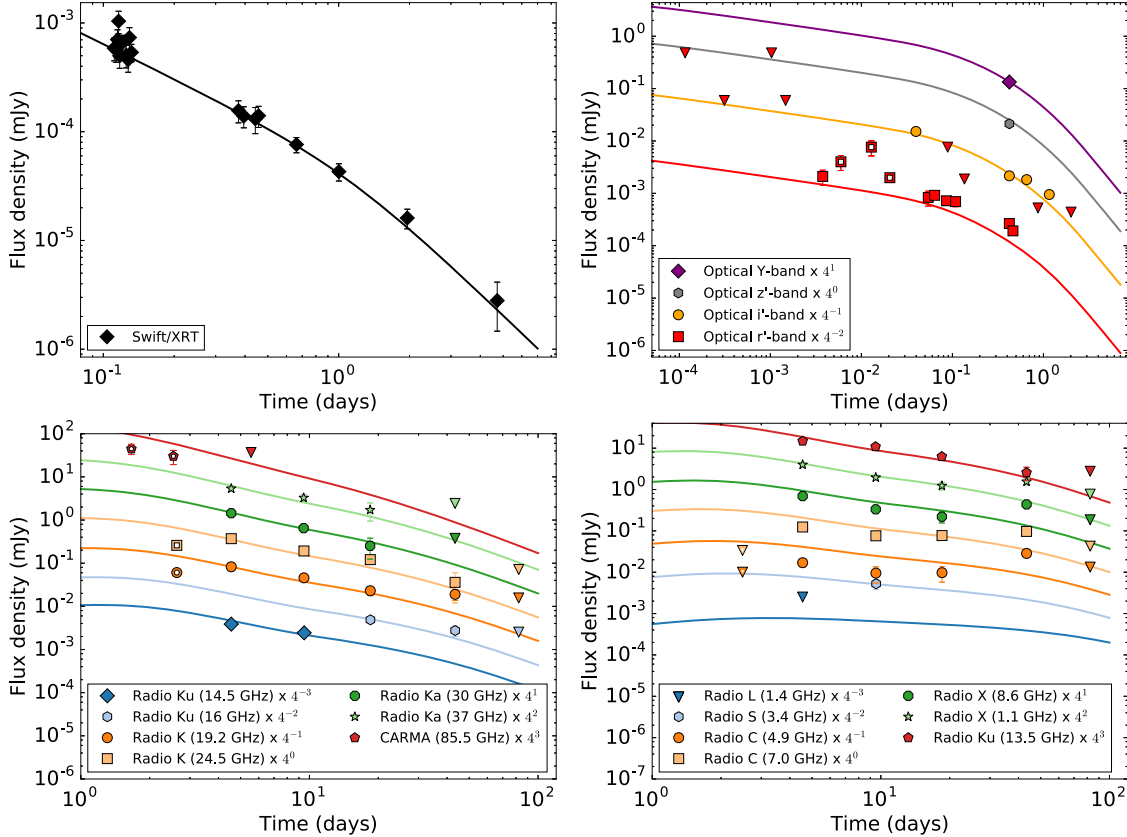 10⁻³
10⁻⁴
10⁻⁵
10⁻⁶
Flux density (mJy)
Swift/XRT
10⁻¹
10⁰
Time (days)
10⁰
10⁻¹
10⁻²
10⁻³
10⁻⁴
10⁻⁵
10⁻⁶
Flux density (mJy)
Optical Y-band x 4¹
Optical z'-band x 4⁰
Optical i'-band x 4⁻¹
Optical r'-band x 4⁻²
10⁻⁴
10⁻³
10⁻²
10⁻¹
10⁰
Time (days)
10²
10¹
10⁰
10⁻¹
10⁻²
10⁻³
10⁻⁴
10⁻⁵
10⁻⁶
Flux density (mJy)
Radio Ku (14.5 GHz) x 4⁻³
Radio Ku (16 GHz) x 4⁻²
Radio K (19.2 GHz) x 4⁻¹
Radio K (24.5 GHz) x 4⁰
Radio Ka (30 GHz) x 4¹
Radio Ka (37 GHz) x 4²
CARMA (85.5 GHz) x 4³
10⁰
10¹
10²
Time (days)
10¹
10⁰
10⁻¹
10⁻²
10⁻³
10⁻⁴
10⁻⁵
10⁻⁶
10⁻⁷
Flux density (mJy)
Radio L (1.4 GHz) x 4⁻³
Radio S (3.4 GHz) x 4⁻²
Radio C (4.9 GHz) x 4⁻¹
Radio C (7.0 GHz) x 4⁰
Radio X (8.6 GHz) x 4¹
Radio X (1.1 GHz) x 4²
Radio Ku (13.5 GHz) x 4³
10⁰
10¹
10²
Time (days)